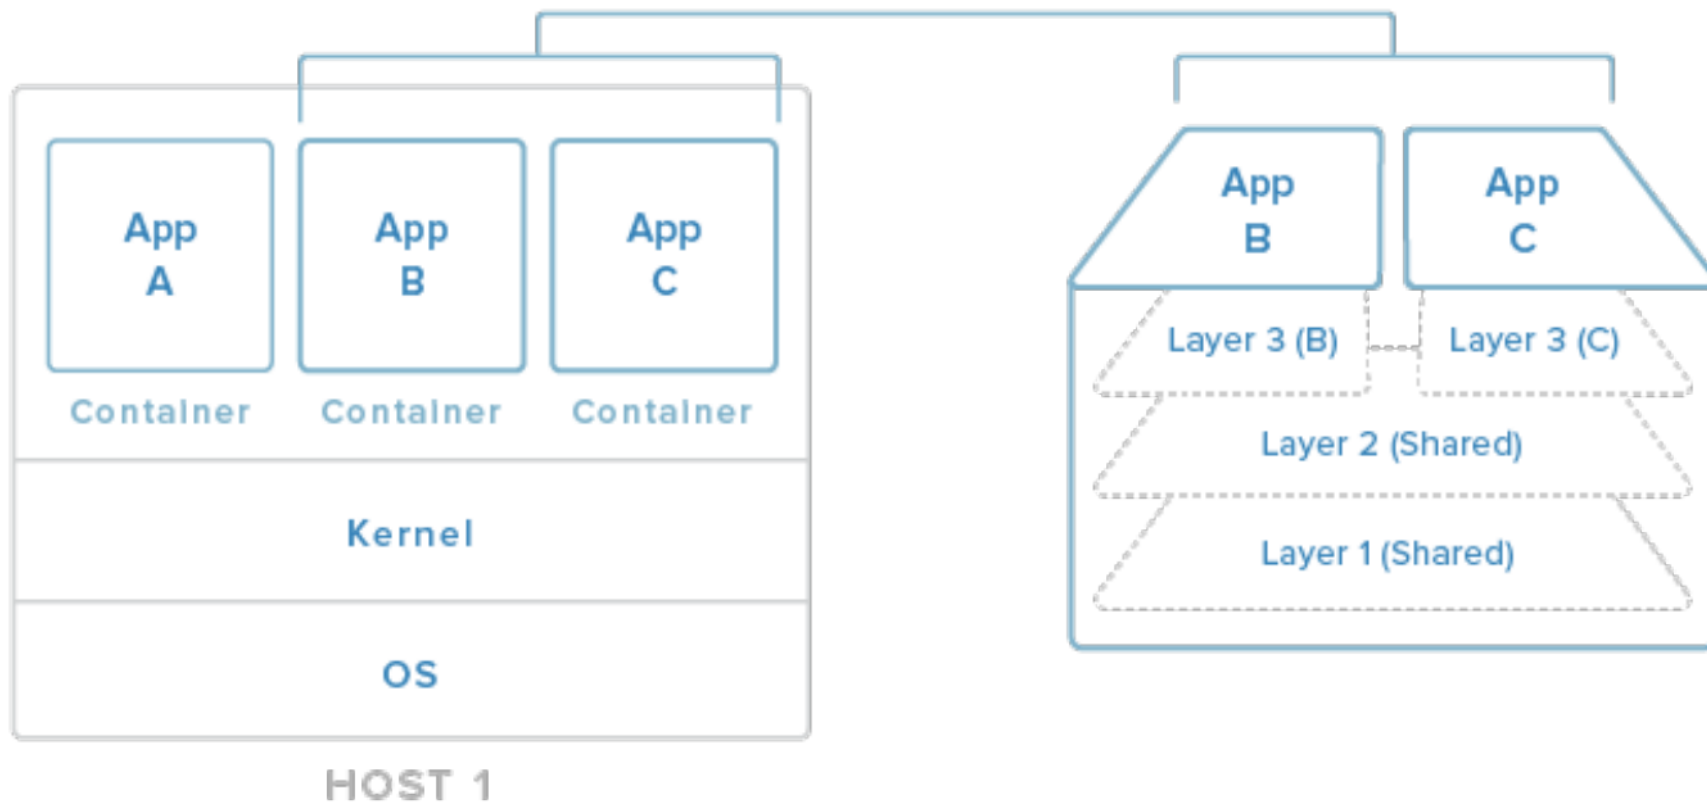 App
A
App
B
App
C
Container
Container
Container
Kernel
OS
HOST 1
App
B
App
C
Layer 3 (B)
Layer 3 (C)
Layer 2 (Shared)
Layer 1 (Shared)